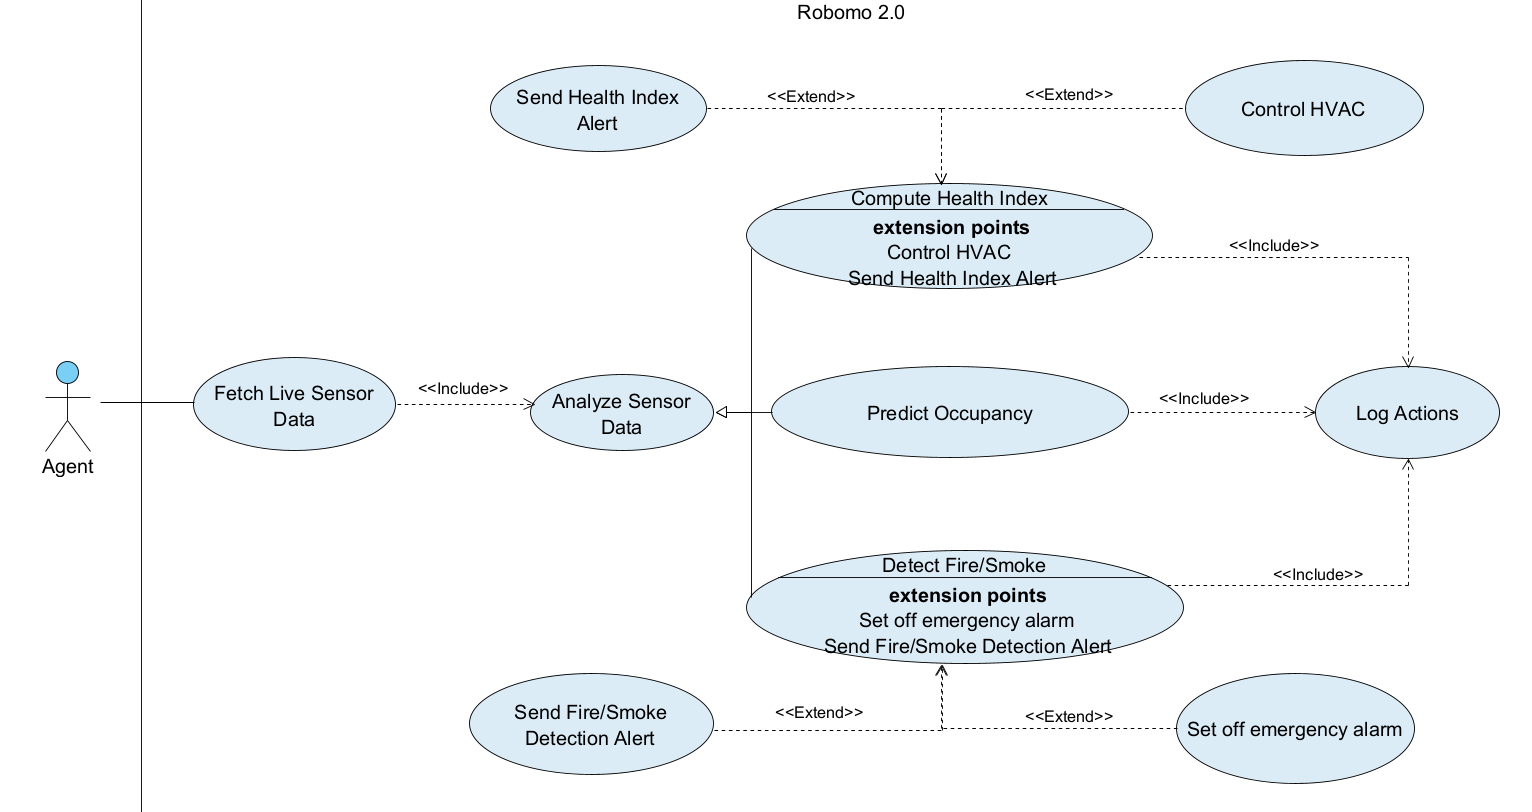 Robomo 2.0
Send Health Index
Alert
<<Extend>>
<<Extend>>
Control HVAC
Compute Health Index
extension points
Control HVAC
Send Health Index Alert
<<Include>>
Agent
Fetch Live Sensor
Data
<<Include>>
Analyze Sensor
Data
Predict Occupancy
<<Include>>
Log Actions
Detect Fire/Smoke
extension points
Set off emergency alarm
Send Fire/Smoke Detection Alert
<<Include>>
Send Fire/Smoke
Detection Alert
<<Extend>>
<<Extend>>
Set off emergency alarm